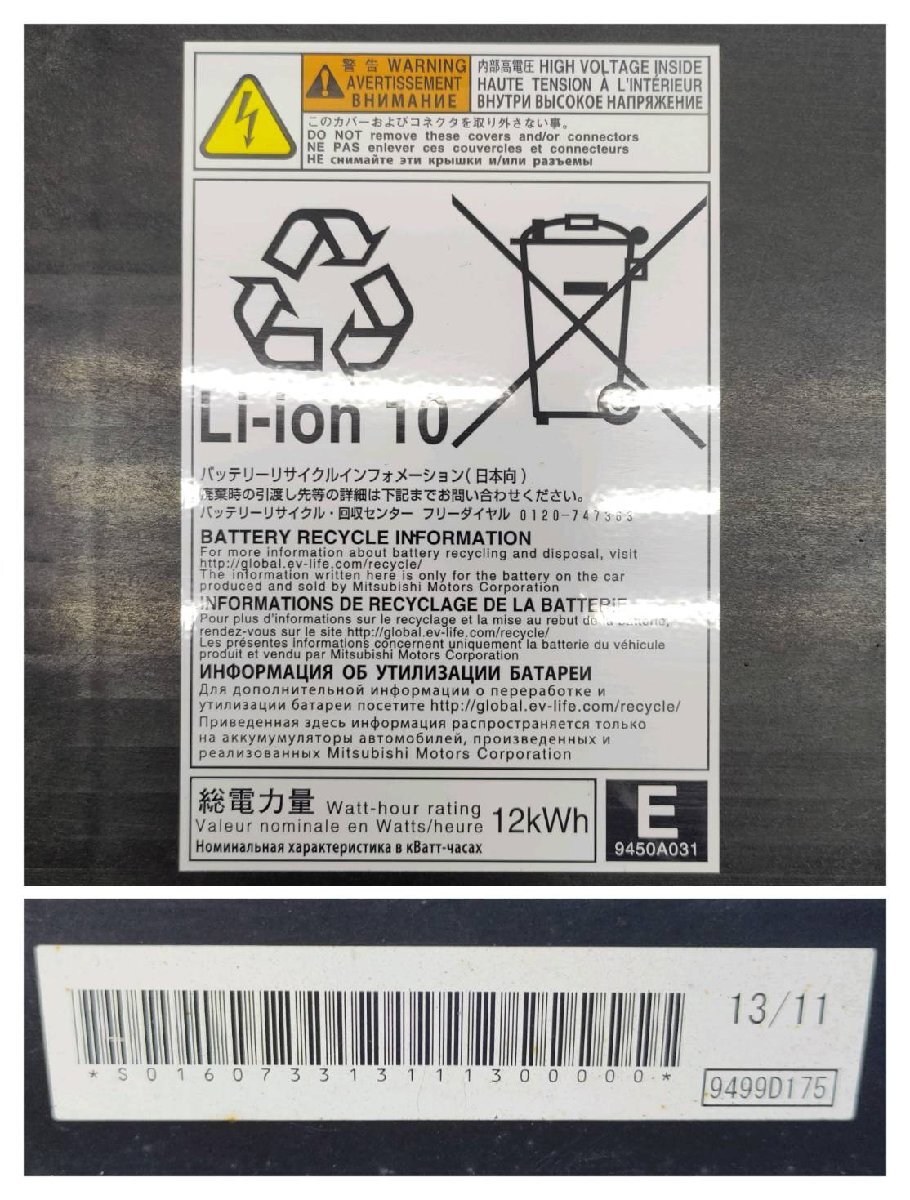 警告 WARNING
AVERTISSEMENT
ВНИМАНИЕ
内部高電圧 HIGH VOLTAGE INSIDE
HAUTE TENSION À L'INTÉRIEUR
ВНУТРИ ВЫСОКОЕ НАПРЯЖЕНИЕ
このカバーおよびコネクタを取り外さない事。
DO NOT remove these covers and/or connectors
NE PAS enlever ces couvercles et connecteurs
НЕ снимайте эти крышки и/или разъемы
Li-ion 10
バッテリーリサイクルインフォメーション(日本向)
廃棄時の引渡し先等の詳細は下記までお問い合わせください。
バッテリーリサイクル・回収センター フリーダイヤル 0120-747363
BATTERY RECYCLE INFORMATION
For more information about battery recycling and disposal, visit
http://global.ev-life.com/recycle/
The information written here is only for the battery on the car
produced and sold by Mitsubishi Motors Corporation
INFORMATIONS DE RECYCLAGE DE LA BATTERIE
Pour plus d'informations sur le recyclage et la mise au rebut de la batterie,
rendez-vous sur le site http://global.ev-life.com/recycle/
Les présentes informations concernent uniquement la batterie du véhicule
produit et vendu par Mitsubishi Motors Corporation
ИНФОРМАЦИЯ ОБ УТИЛИЗАЦИИ БАТАРЕИ
Для дополнительной информации о переработке и
утилизации батареи посетите http://global.ev-life.com/recycle/
Приведенная здесь информация распространяется только
на аккумуляторы автомобилей, произведенных и
реализованных Mitsubishi Motors Corporation
総電力量 Watt-hour rating
Valeur nominale en Watts/heure
Номинальная характеристика в кВатт-часах
12kWh
E
9450A031
13/11
*S01607331311130000​0*
9499D175